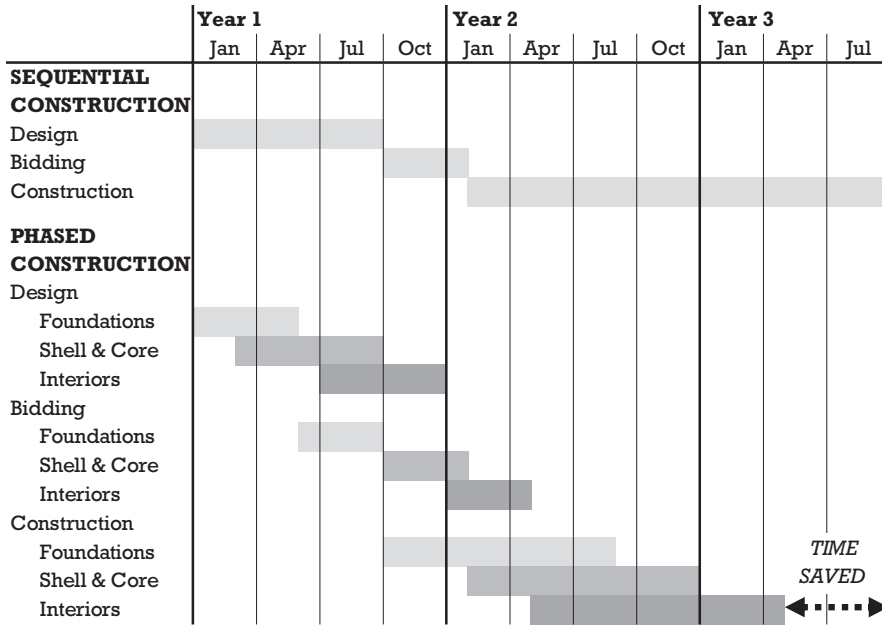 Year 1 Year 2 Year 3
Jan Apr Jul Oct Jan Apr Jul Oct Jan Apr Jul
SEQUENTIAL
CONSTRUCTION
Design
Bidding
Construction
PHASED
CONSTRUCTION
Design
Foundations
Shell & Core
Interiors
Bidding
Foundations
Shell & Core
Interiors
Construction
Foundations
TIME
Shell & Core
SAVED
Interiors